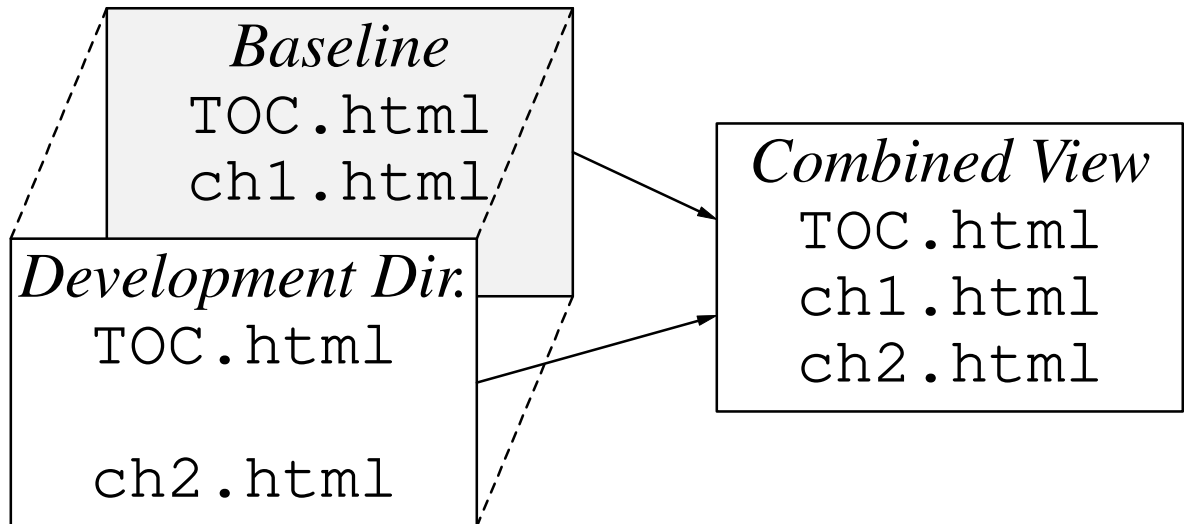 Baseline
TOC.html
ch1.html
Development Dir.
TOC.html
ch2.html
Combined View
TOC.html
ch1.html
ch2.html